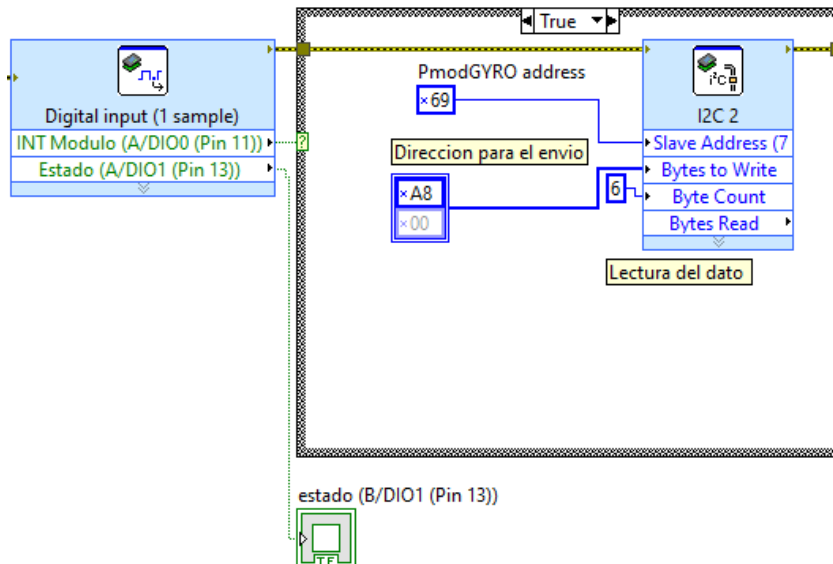 True
PmodGYRO address
×69
Digital input (1 sample)
I2C 2
INT Modulo (A/DIO0 (Pin 11))
?
Slave Address (7
Direccion para el envio
Estado (A/DIO1 (Pin 13))
Bytes to Write
×A8
6
Byte Count
×00
Bytes Read
Lectura del dato
estado (B/DIO1 (Pin 13))
TF